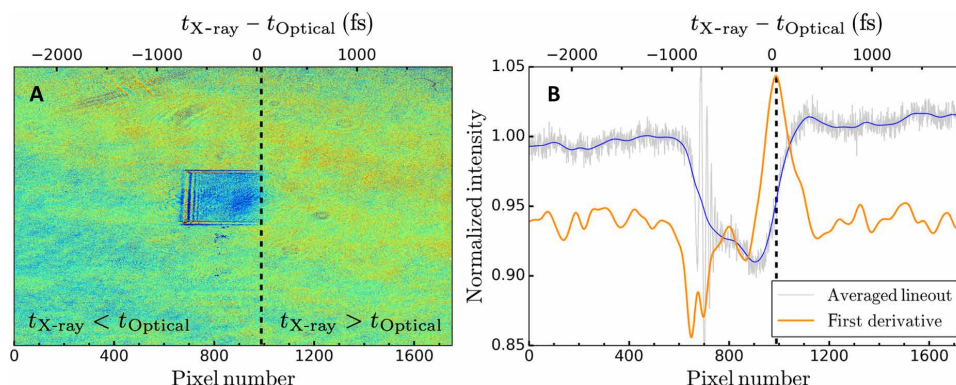 t_X-ray − t_Optical (fs)
−2000 −1000 0 1000
A
t_X-ray < t_Optical
t_X-ray > t_Optical
0 400 800 1200 1600
Pixel number
t_X-ray − t_Optical (fs)
−2000 −1000 0 1000
1.05
B
1.00
0.95
0.90
0.85
Normalized intensity
Averaged lineout
First derivative
0 400 800 1200 1600
Pixel number